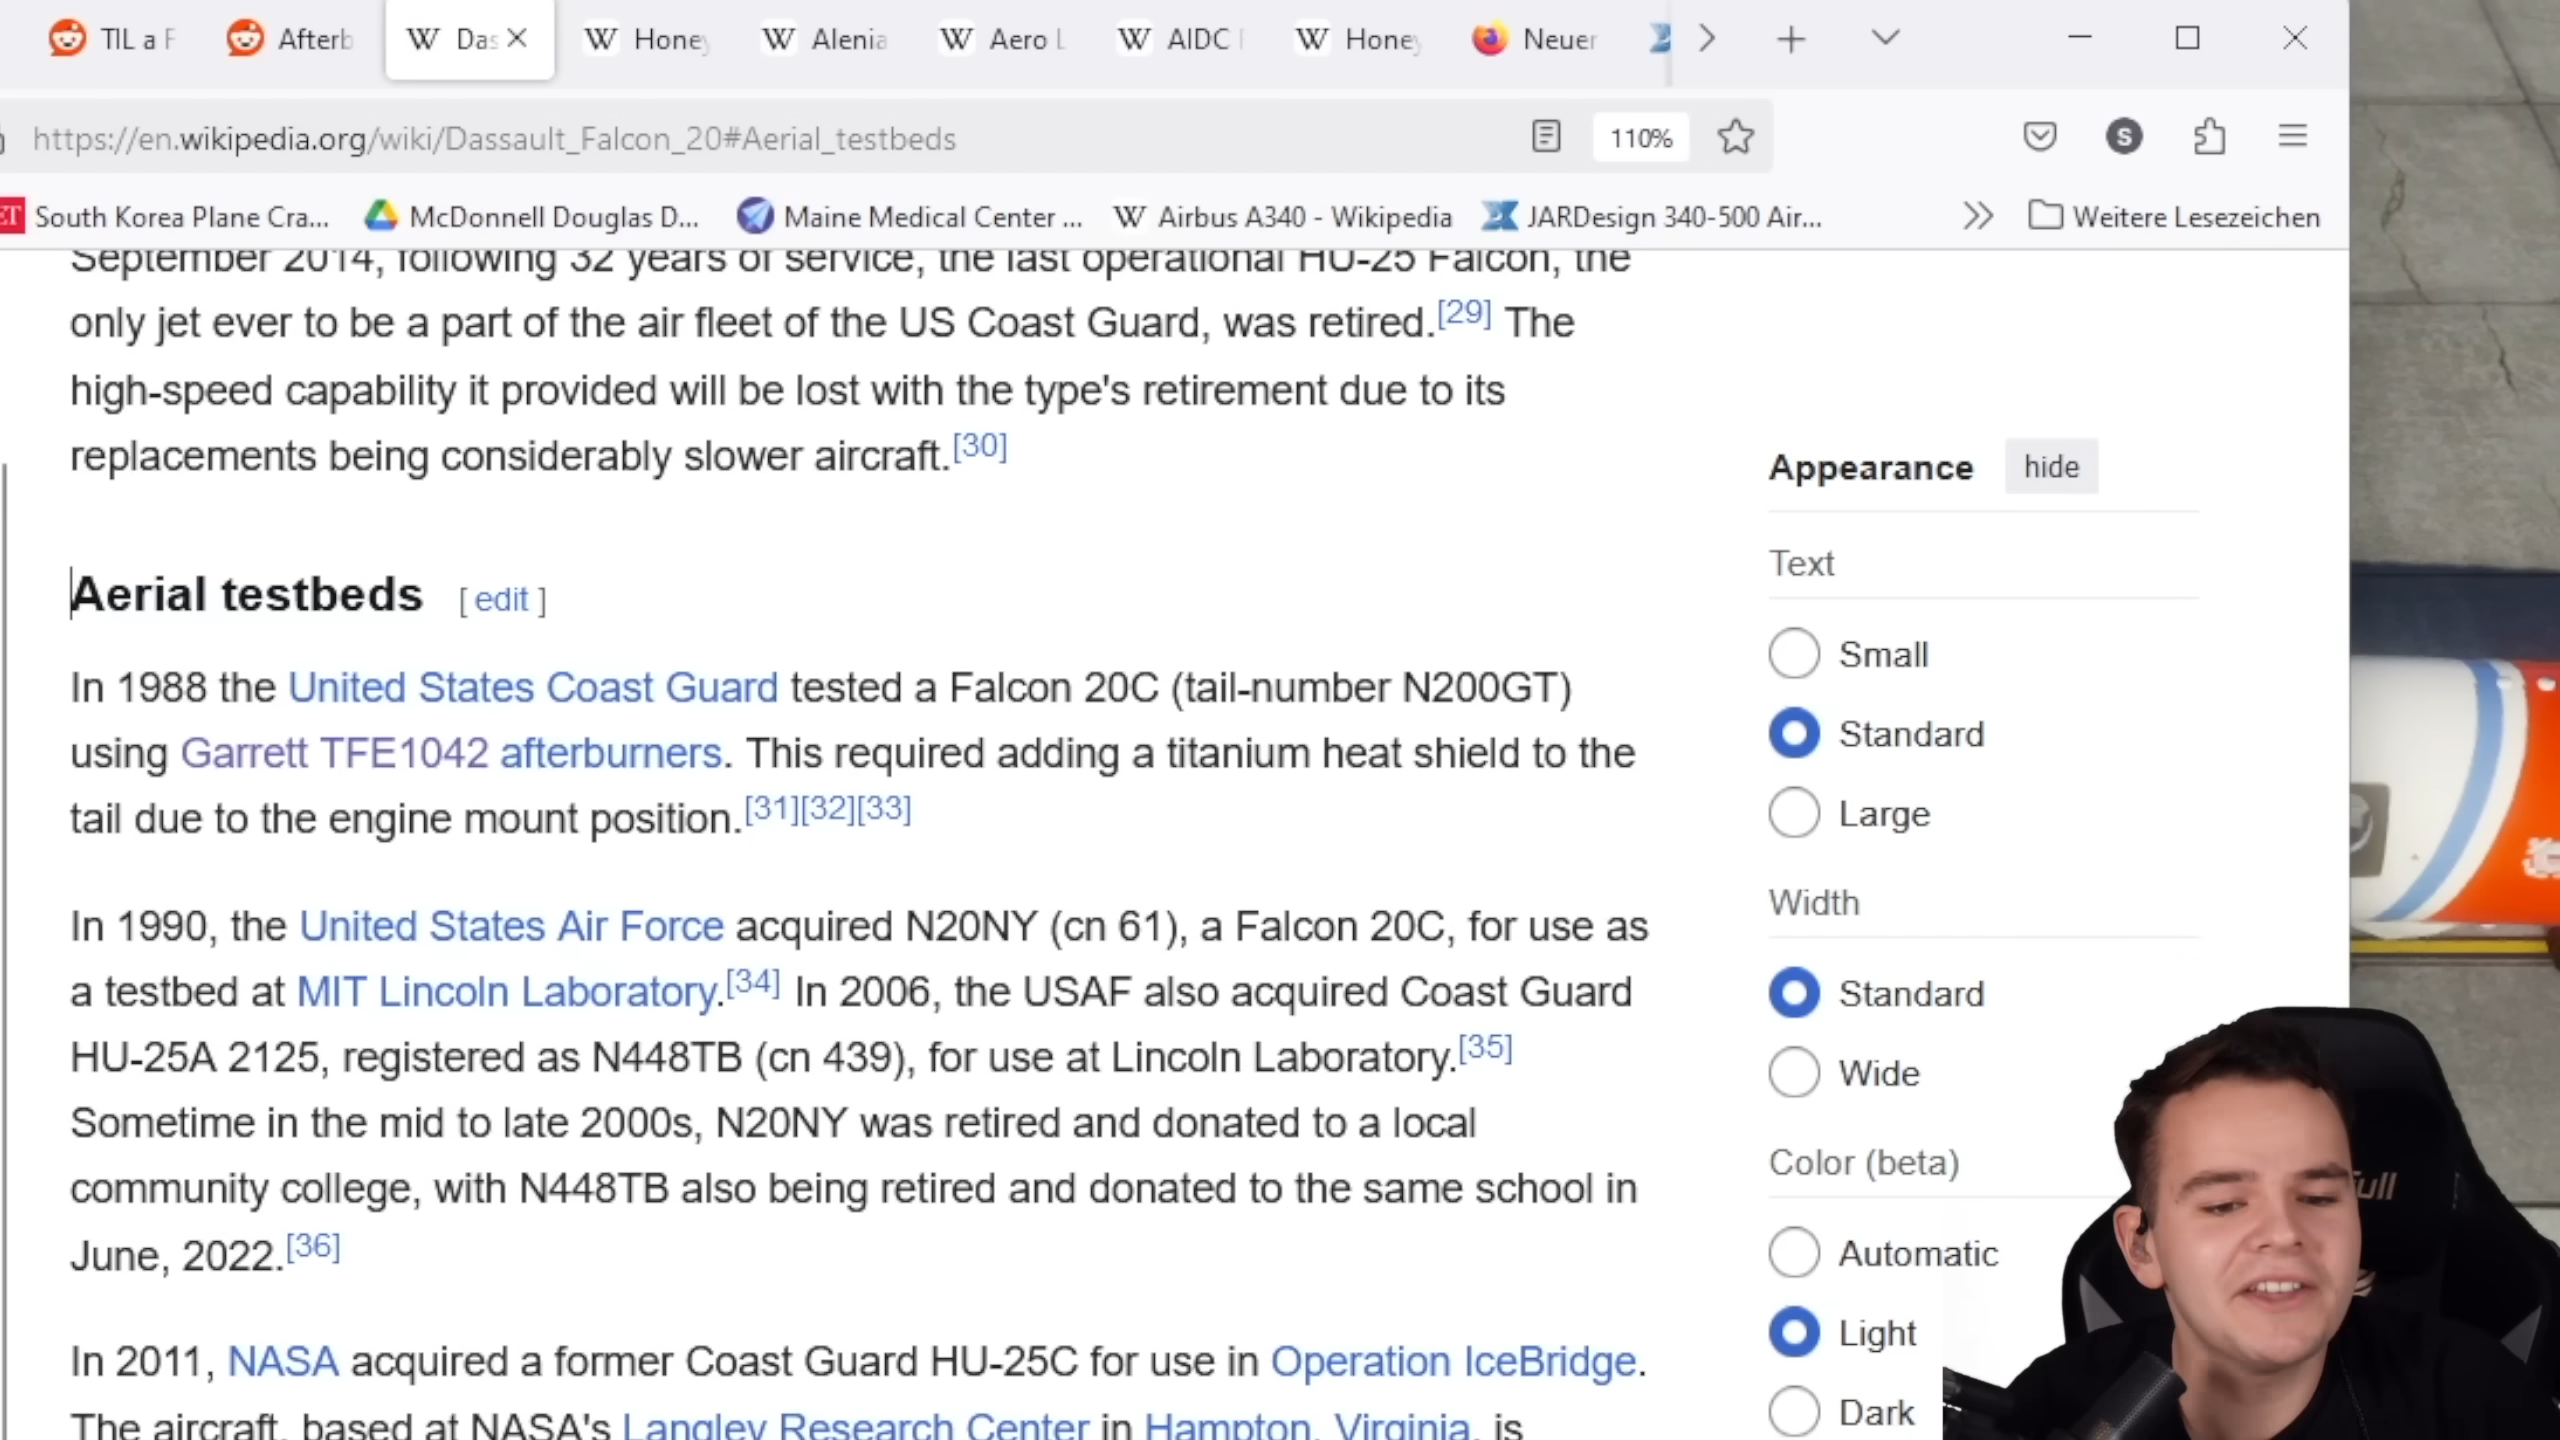 TIL a F
Afterb
Das
Honey
Alenia
Aero L
AIDC
Honey
Neuer
https://en.wikipedia.org/wiki/Dassault_Falcon_20#Aerial_testbeds
110%
S
ET South Korea Plane Cra...
McDonnell Douglas D...
Maine Medical Center ...
W Airbus A340 - Wikipedia
JARDesign 340-500 Air...
Weitere Lesezeichen
September 2014, following 32 years of service, the last operational HU-25 Falcon, the
only jet ever to be a part of the air fleet of the US Coast Guard, was retired.[29] The
high-speed capability it provided will be lost with the type's retirement due to its
replacements being considerably slower aircraft.[30]
Aerial testbeds [ edit ]
In 1988 the United States Coast Guard tested a Falcon 20C (tail-number N200GT)
using Garrett TFE1042 afterburners. This required adding a titanium heat shield to the
tail due to the engine mount position.[31][32][33]
In 1990, the United States Air Force acquired N20NY (cn 61), a Falcon 20C, for use as
a testbed at MIT Lincoln Laboratory.[34] In 2006, the USAF also acquired Coast Guard
HU-25A 2125, registered as N448TB (cn 439), for use at Lincoln Laboratory.[35]
Sometime in the mid to late 2000s, N20NY was retired and donated to a local
community college, with N448TB also being retired and donated to the same school in
June, 2022.[36]
In 2011, NASA acquired a former Coast Guard HU-25C for use in Operation IceBridge.
The aircraft, based at NASA's Langley Research Center in Hampton, Virginia, is
Appearance hide
Text
Small
Standard
Large
Width
Standard
Wide
Color (beta)
Automatic
Light
Dark